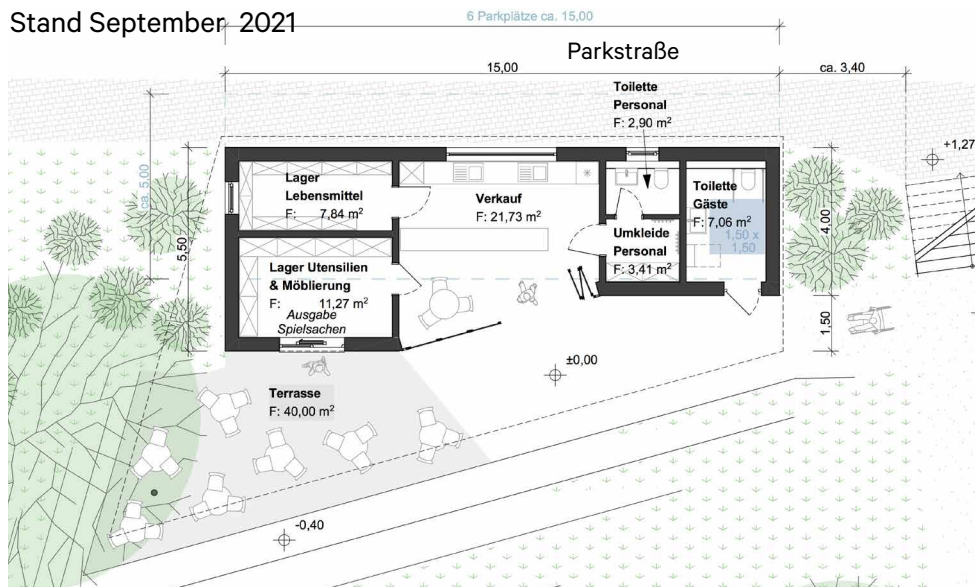 Stand September 2021
6 Parkplätze ca. 15,00
Parkstraße
15,00
ca. 3,40
Toilette
Personal
F: 2,90 m²
+1,27
ca. 5,00
5,50
Lager
Lebensmittel
F: 7,84 m²
Verkauf
F: 21,73 m²
Toilette
Gäste
F: 7,06 m²
1,50 x
1,50
4,00
Umkleide
Personal
F: 3,41 m²
Lager Utensilien
& Möblierung
F: 11,27 m²
Ausgabe
Spielsachen
1,50
±0,00
Terrasse
F: 40,00 m²
-0,40